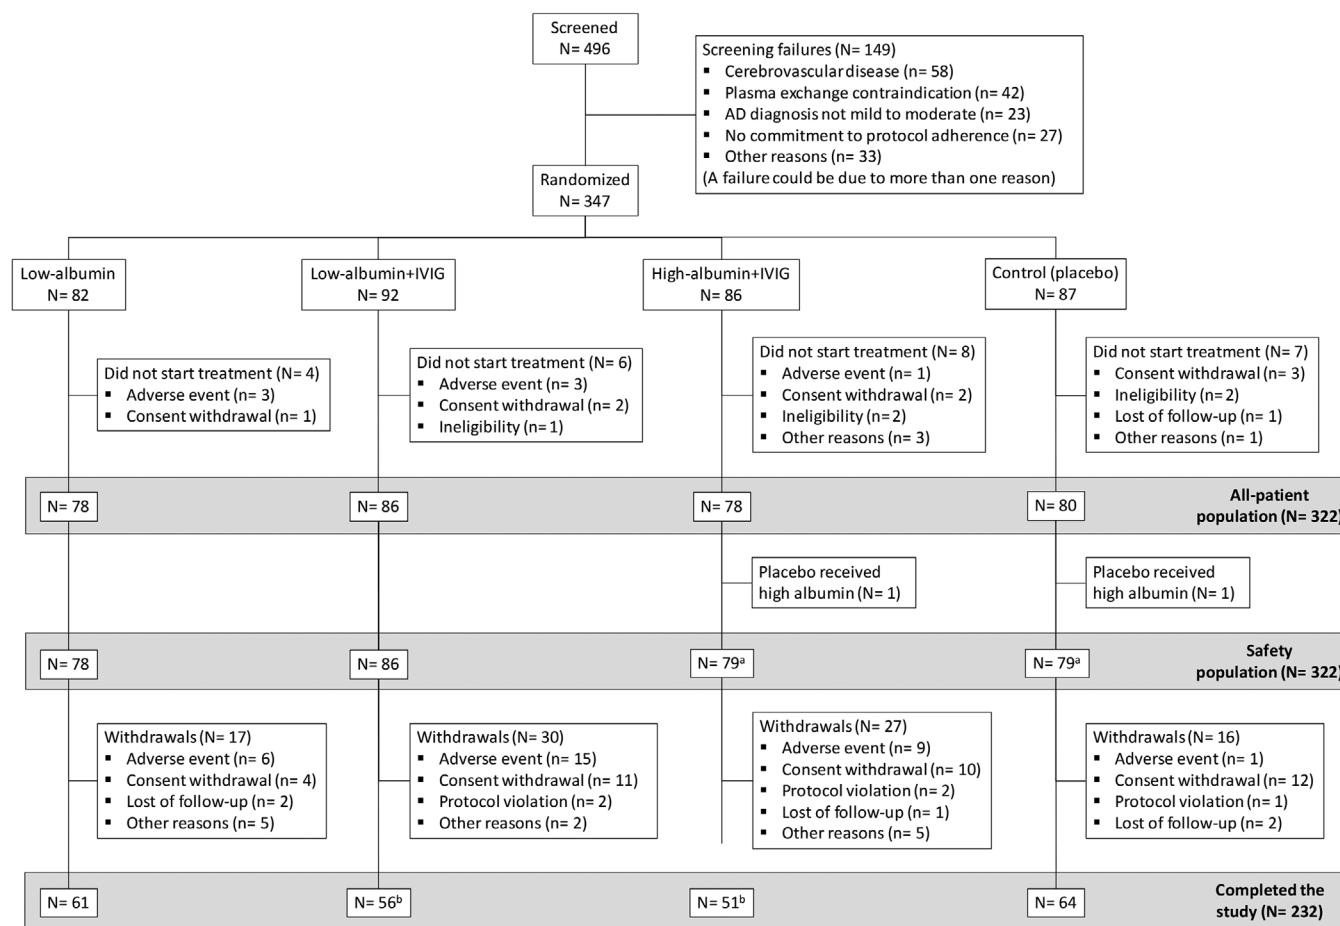 Screened
N= 496
Screening failures (N= 149)
▪ Cerebrovascular disease (n= 58)
▪ Plasma exchange contraindication (n= 42)
▪ AD diagnosis not mild to moderate (n= 23)
▪ No commitment to protocol adherence (n= 27)
▪ Other reasons (n= 33)
(A failure could be due to more than one reason)
Randomized
N= 347
Low-albumin
N= 82
Low-albumin+IVIG
N= 92
High-albumin+IVIG
N= 86
Control (placebo)
N= 87
Did not start treatment (N= 4)
▪ Adverse event (n= 3)
▪ Consent withdrawal (n= 1)
Did not start treatment (N= 6)
▪ Adverse event (n= 3)
▪ Consent withdrawal (n= 2)
▪ Ineligibility (n= 1)
Did not start treatment (N= 8)
▪ Adverse event (n= 1)
▪ Consent withdrawal (n= 2)
▪ Ineligibility (n= 2)
▪ Other reasons (n= 3)
Did not start treatment (N= 7)
▪ Consent withdrawal (n= 3)
▪ Ineligibility (n= 2)
▪ Lost of follow-up (n= 1)
▪ Other reasons (n= 1)
N= 78
N= 86
N= 78
N= 80
All-patient
population (N= 322)
Placebo received
high albumin (N= 1)
Placebo received
high albumin (N= 1)
N= 78
N= 86
N= 79ᵃ
N= 79ᵃ
Safety
population (N= 322)
Withdrawals (N= 17)
▪ Adverse event (n= 6)
▪ Consent withdrawal (n= 4)
▪ Lost of follow-up (n= 2)
▪ Other reasons (n= 5)
Withdrawals (N= 30)
▪ Adverse event (n= 15)
▪ Consent withdrawal (n= 11)
▪ Protocol violation (n= 2)
▪ Other reasons (n= 2)
Withdrawals (N= 27)
▪ Adverse event (n= 9)
▪ Consent withdrawal (n= 10)
▪ Protocol violation (n= 2)
▪ Lost of follow-up (n= 1)
▪ Other reasons (n= 5)
Withdrawals (N= 16)
▪ Adverse event (n= 1)
▪ Consent withdrawal (n= 12)
▪ Protocol violation (n= 1)
▪ Lost of follow-up (n= 2)
N= 61
N= 56ᵇ
N= 51ᵇ
N= 64
Completed the
study (N= 232)